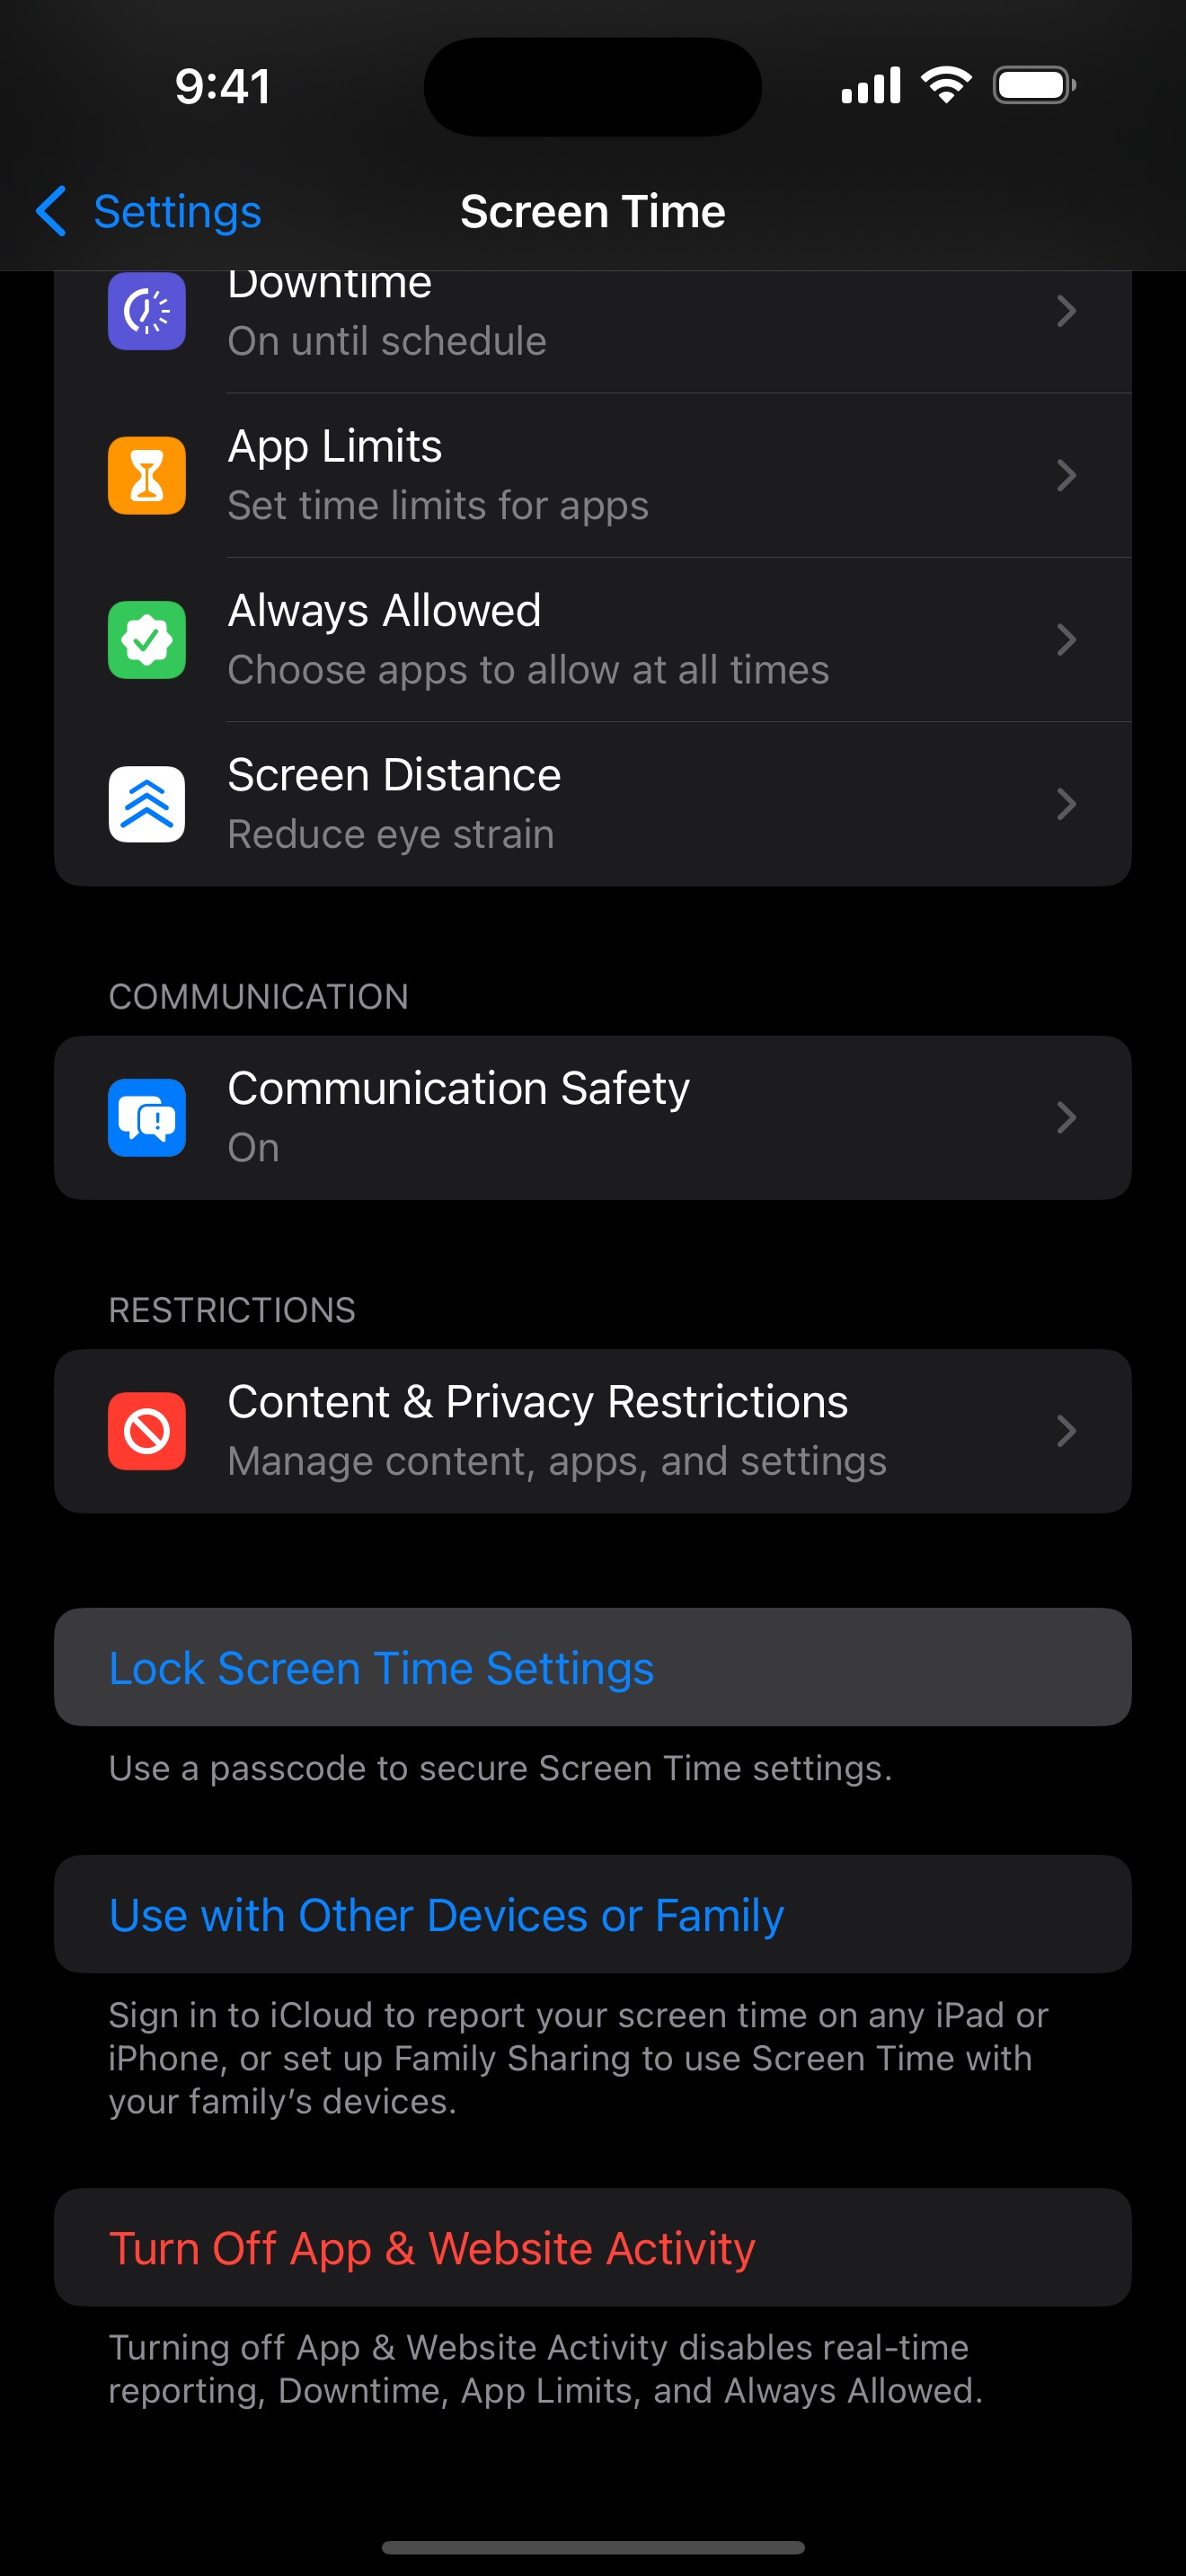 9:41
Settings
Screen Time
Downtime
On until schedule
App Limits
Set time limits for apps
Always Allowed
Choose apps to allow at all times
Screen Distance
Reduce eye strain
COMMUNICATION
Communication Safety
On
RESTRICTIONS
Content & Privacy Restrictions
Manage content, apps, and settings
Lock Screen Time Settings
Use a passcode to secure Screen Time settings.
Use with Other Devices or Family
Sign in to iCloud to report your screen time on any iPad or
iPhone, or set up Family Sharing to use Screen Time with
your family’s devices.
Turn Off App & Website Activity
Turning off App & Website Activity disables real-time
reporting, Downtime, App Limits, and Always Allowed.